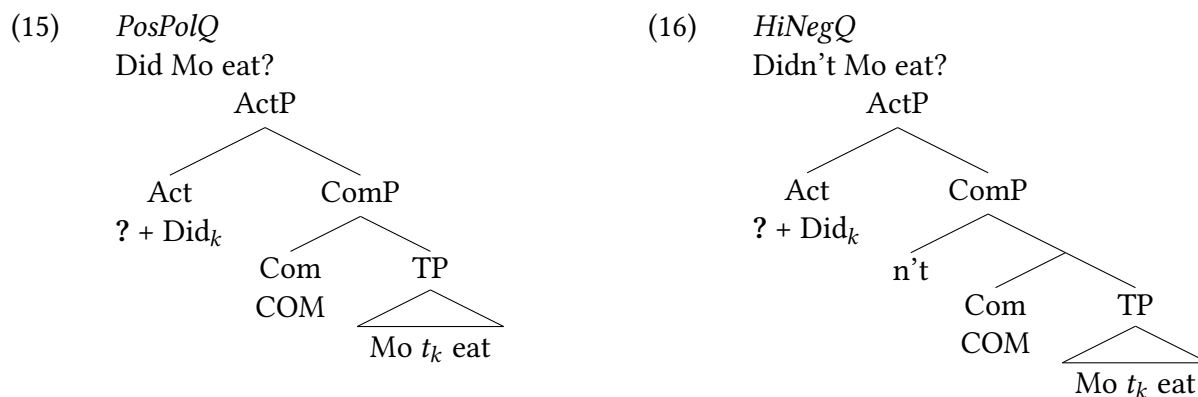 (15) PosPolQ
Did Mo eat?
ActP
Act ComP
? + Didk
Com TP
COM
Mo tk eat
(16) HiNegQ
Didn't Mo eat?
ActP
Act ComP
? + Didk
n't
Com TP
COM
Mo tk eat